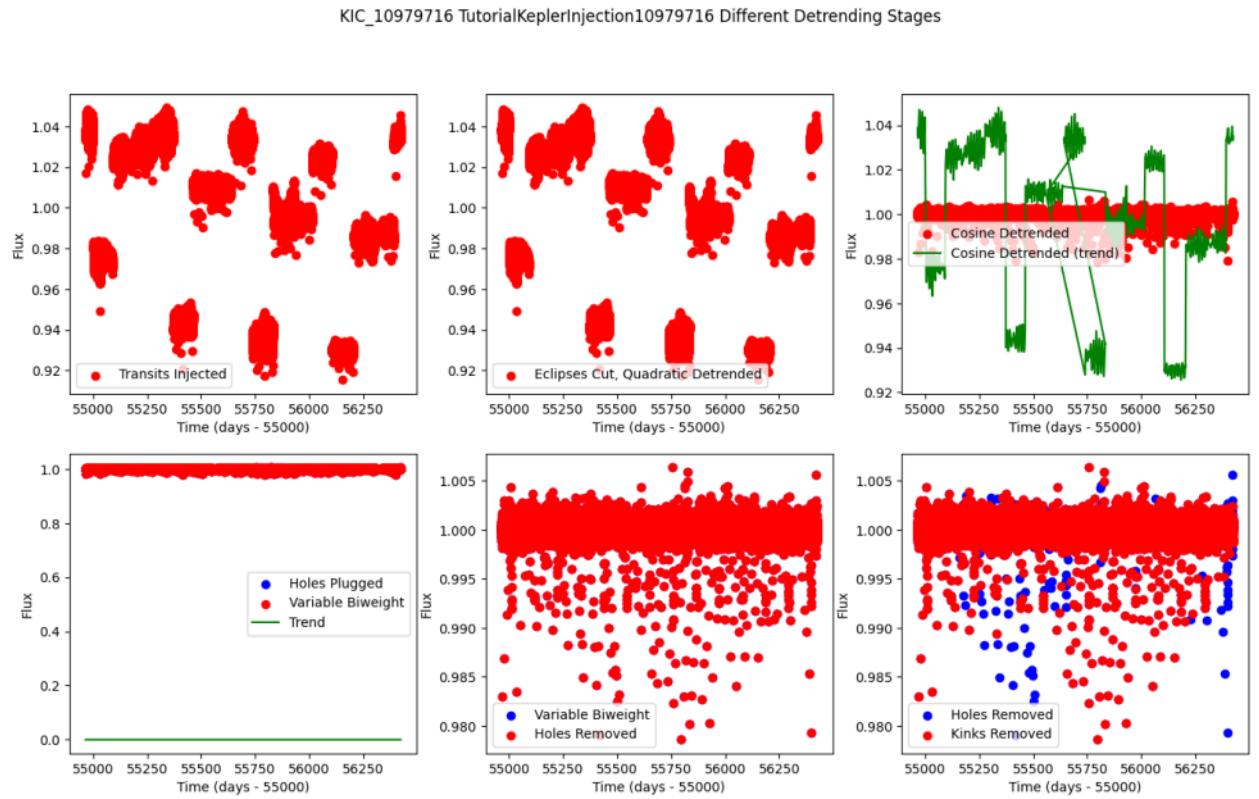 KIC_10979716 TutorialKeplerInjection10979716 Different Detrending Stages
1.04
1.02
1.00
0.98
0.96
0.94
0.92
Flux
Transits Injected
55000 55250 55500 55750 56000 56250
Time (days - 55000)
1.04
1.02
1.00
0.98
0.96
0.94
0.92
Flux
Eclipses Cut, Quadratic Detrended
55000 55250 55500 55750 56000 56250
Time (days - 55000)
1.04
1.02
1.00
0.98
0.96
0.94
0.92
Flux
Cosine Detrended
Cosine Detrended (trend)
55000 55250 55500 55750 56000 56250
Time (days - 55000)
1.0
0.8
0.6
0.4
0.2
0.0
Flux
Holes Plugged
Variable Biweight
Trend
55000 55250 55500 55750 56000 56250
Time (days - 55000)
1.005
1.000
0.995
0.990
0.985
0.980
Flux
Variable Biweight
Holes Removed
55000 55250 55500 55750 56000 56250
Time (days - 55000)
1.005
1.000
0.995
0.990
0.985
0.980
Flux
Holes Removed
Kinks Removed
55000 55250 55500 55750 56000 56250
Time (days - 55000)